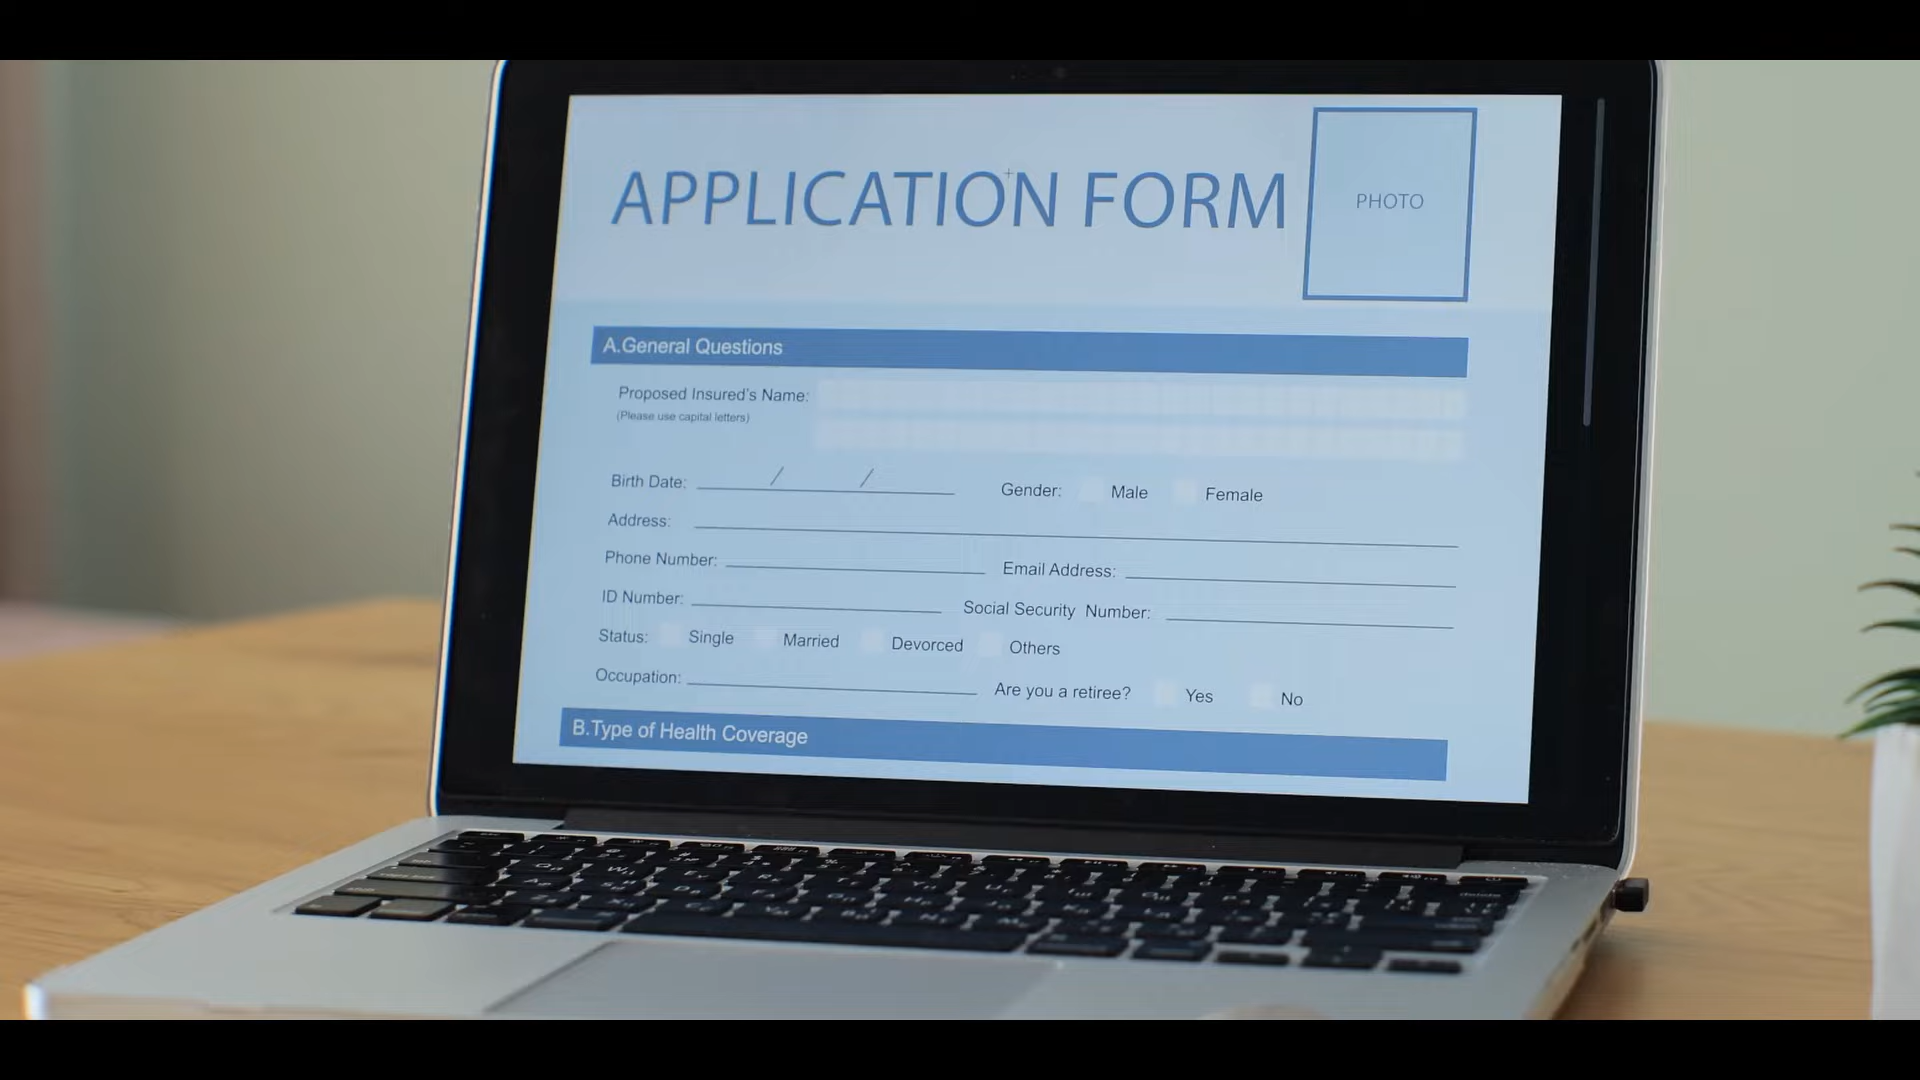 APPLICATION FORM
PHOTO
A.General Questions
Proposed Insured's Name:
(Please use capital letters)
Birth Date: / / Gender: Male Female
Address:
Phone Number: Email Address:
ID Number: Social Security Number:
Status: Single Married Devorced Others
Occupation: Are you a retiree? Yes No
B.Type of Health Coverage